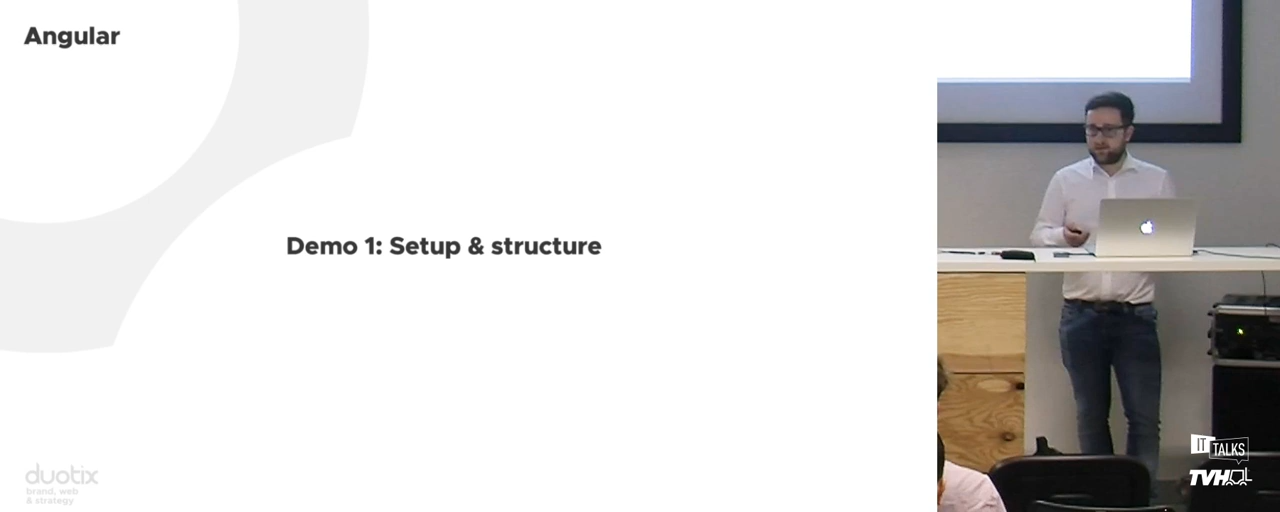 Angular
Demo 1: Setup & structure
duotix
brand, web
& strategy
IT TALKS
TVH